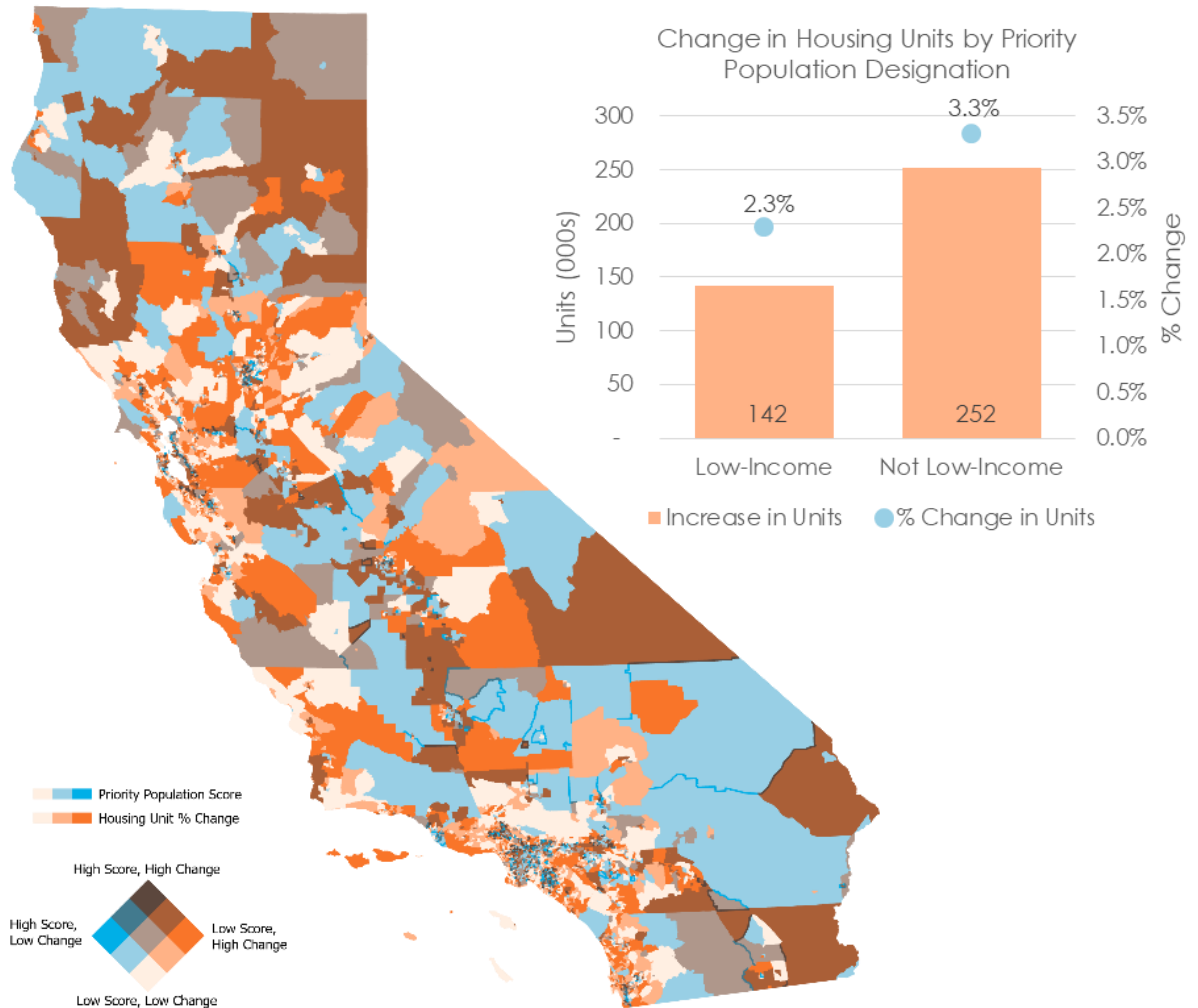 Change in Housing Units by Priority
Population Designation
300
250
200
150
100
50
-
Units (000s)
2.3%
3.3%
142
252
3.5%
3.0%
2.5%
2.0%
1.5%
1.0%
0.5%
0.0%
% Change
Low-Income
Not Low-Income
Increase in Units
% Change in Units
Priority Population Score
Housing Unit % Change
High Score, High Change
High Score,
Low Change
Low Score,
High Change
Low Score, Low Change